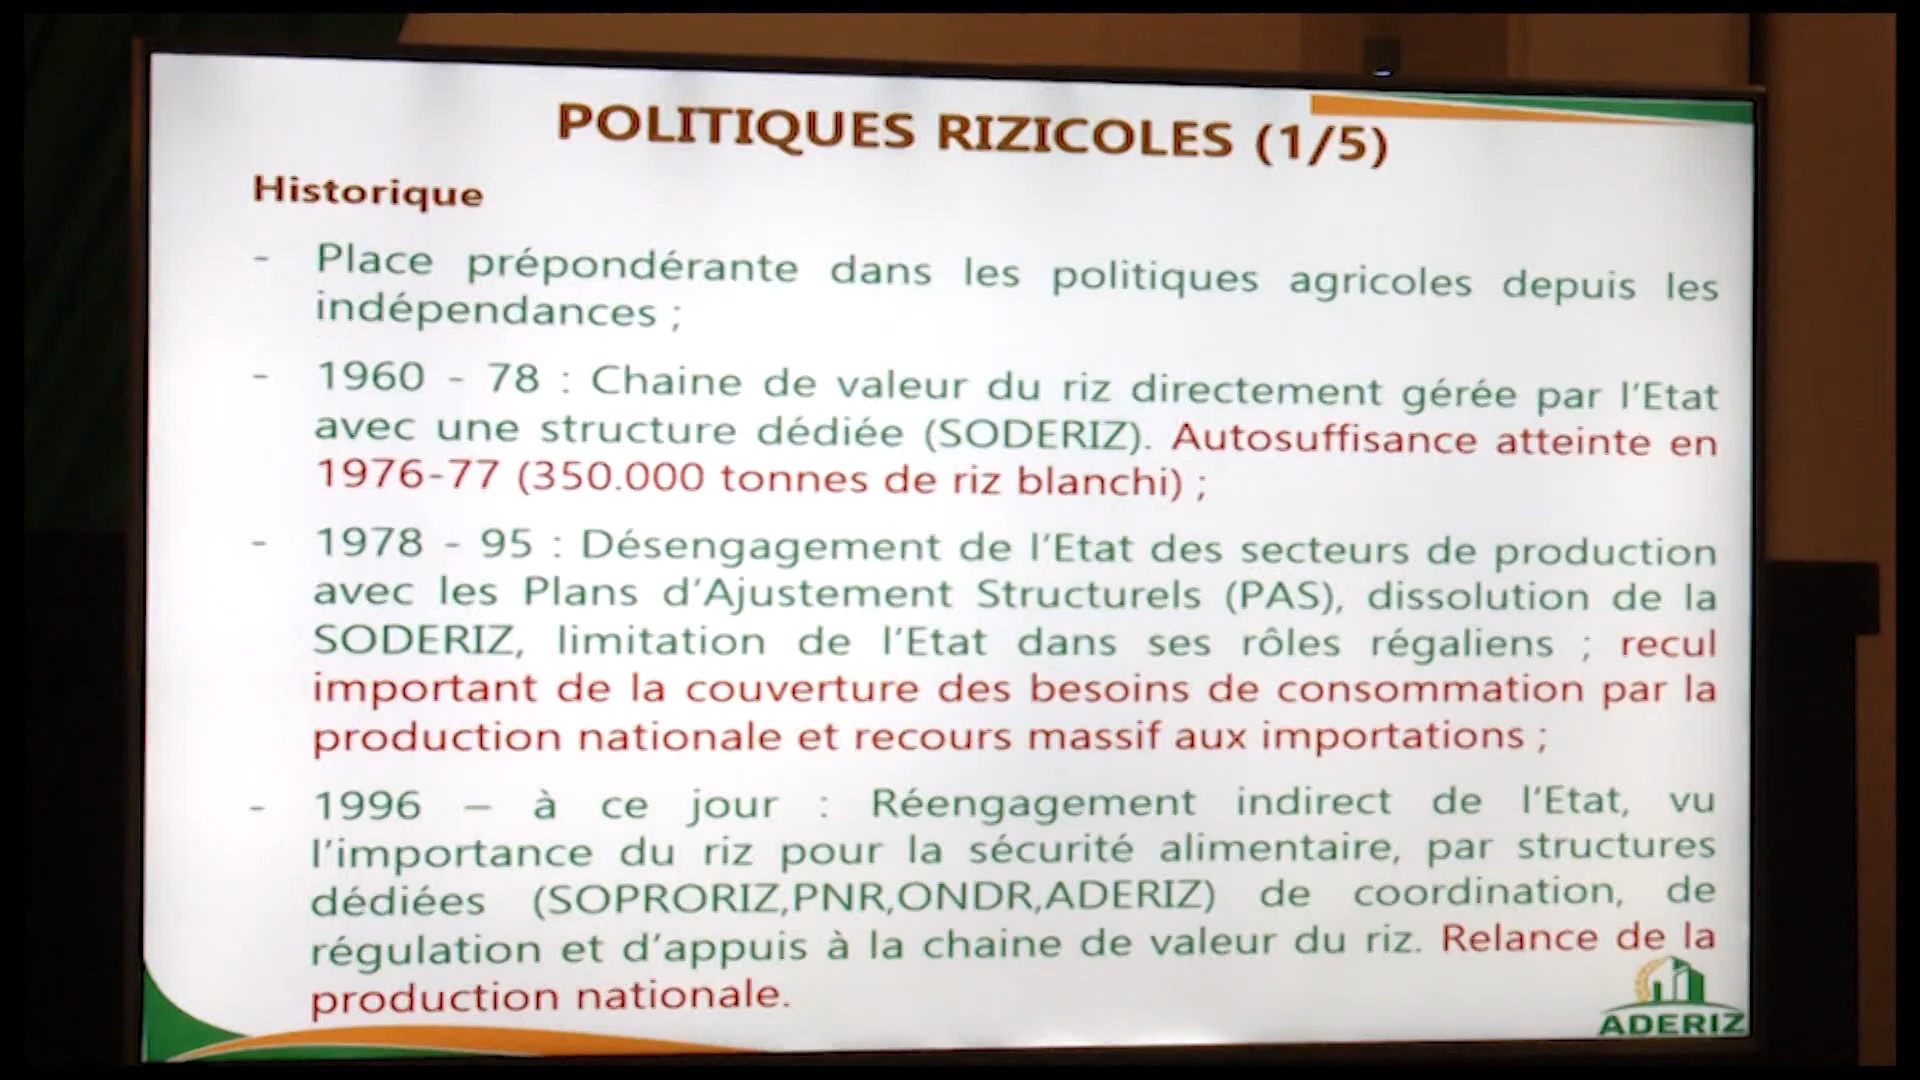 POLITIQUES RIZICOLES (1/5)
Historique
- Place prépondérante dans les politiques agricoles depuis les
indépendances ;
- 1960 - 78 : Chaine de valeur du riz directement gérée par l'Etat
avec une structure dédiée (SODERIZ). Autosuffisance atteinte en
1976-77 (350.000 tonnes de riz blanchi) ;
- 1978 - 95 : Désengagement de l'Etat des secteurs de production
avec les Plans d'Ajustement Structurels (PAS), dissolution de la
SODERIZ, limitation de l'Etat dans ses rôles régaliens ; recul
important de la couverture des besoins de consommation par la
production nationale et recours massif aux importations ;
- 1996 – à ce jour : Réengagement indirect de l'Etat, vu
l'importance du riz pour la sécurité alimentaire, par structures
dédiées (SOPRORIZ,PNR,ONDR,ADERIZ) de coordination, de
régulation et d'appuis à la chaine de valeur du riz. Relance de la
production nationale.
ADERIZ